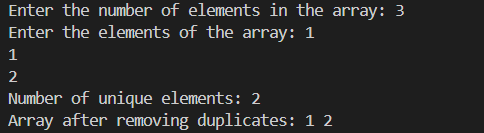 Enter the number of elements in the array: 3
Enter the elements of the array: 1
1
2
Number of unique elements: 2
Array after removing duplicates: 1 2